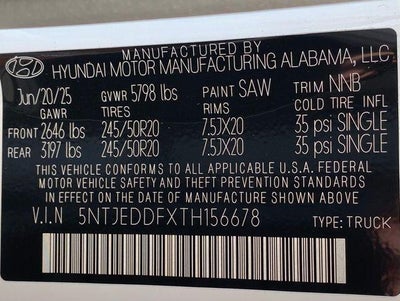 MANUFACTURED BY
HYUNDAI MOTOR MANUFACTURING ALABAMA, LLC
Jun/20/25 GVWR 5798 lbs PAINT SAW TRIM NNB
GAWR TIRES RIMS COLD TIRE INFL
FRONT 2646 lbs 245/50R20 7.5JX20 35 psi SINGLE
REAR 3197 lbs 245/50R20 7.5JX20 35 psi SINGLE
THIS VEHICLE CONFORMS TO ALL APPLICABLE U.S.A. FEDERAL
MOTOR VEHICLE SAFETY AND THEFT PREVENTION STANDARDS
IN EFFECT ON THE DATE OF MANUFACTURE SHOWN ABOVE.
V.I.N 5NTJEDDFXTH156678 TYPE: TRUCK